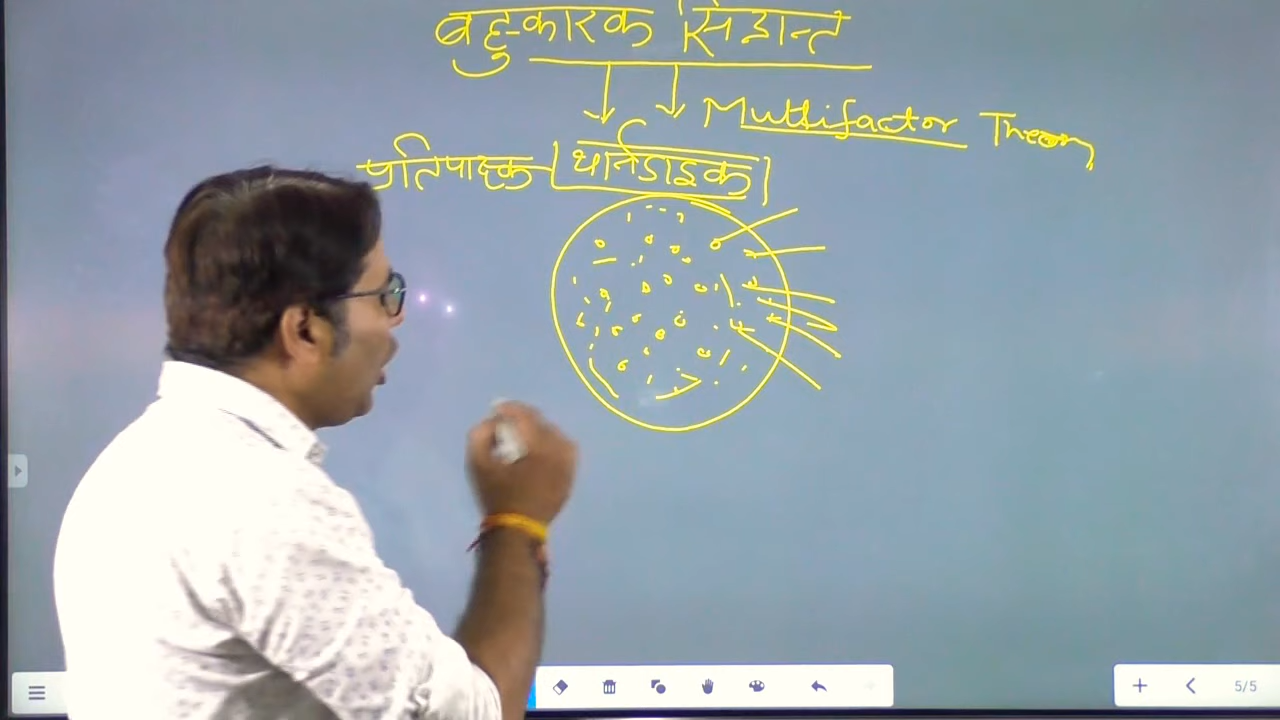 बहुकारक सिद्धान्त
Multifactor Theory
प्रतिपादक थार्नडाइक
5/5